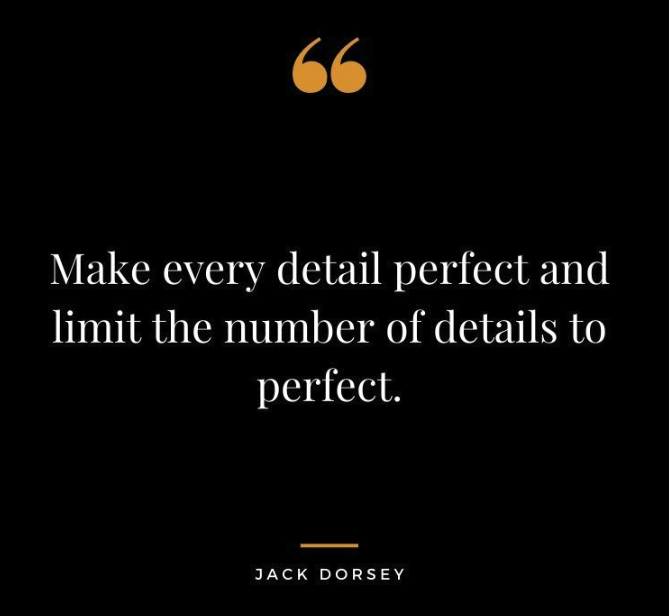 “
Make every detail perfect and
limit the number of details to
perfect.
JACK DORSEY